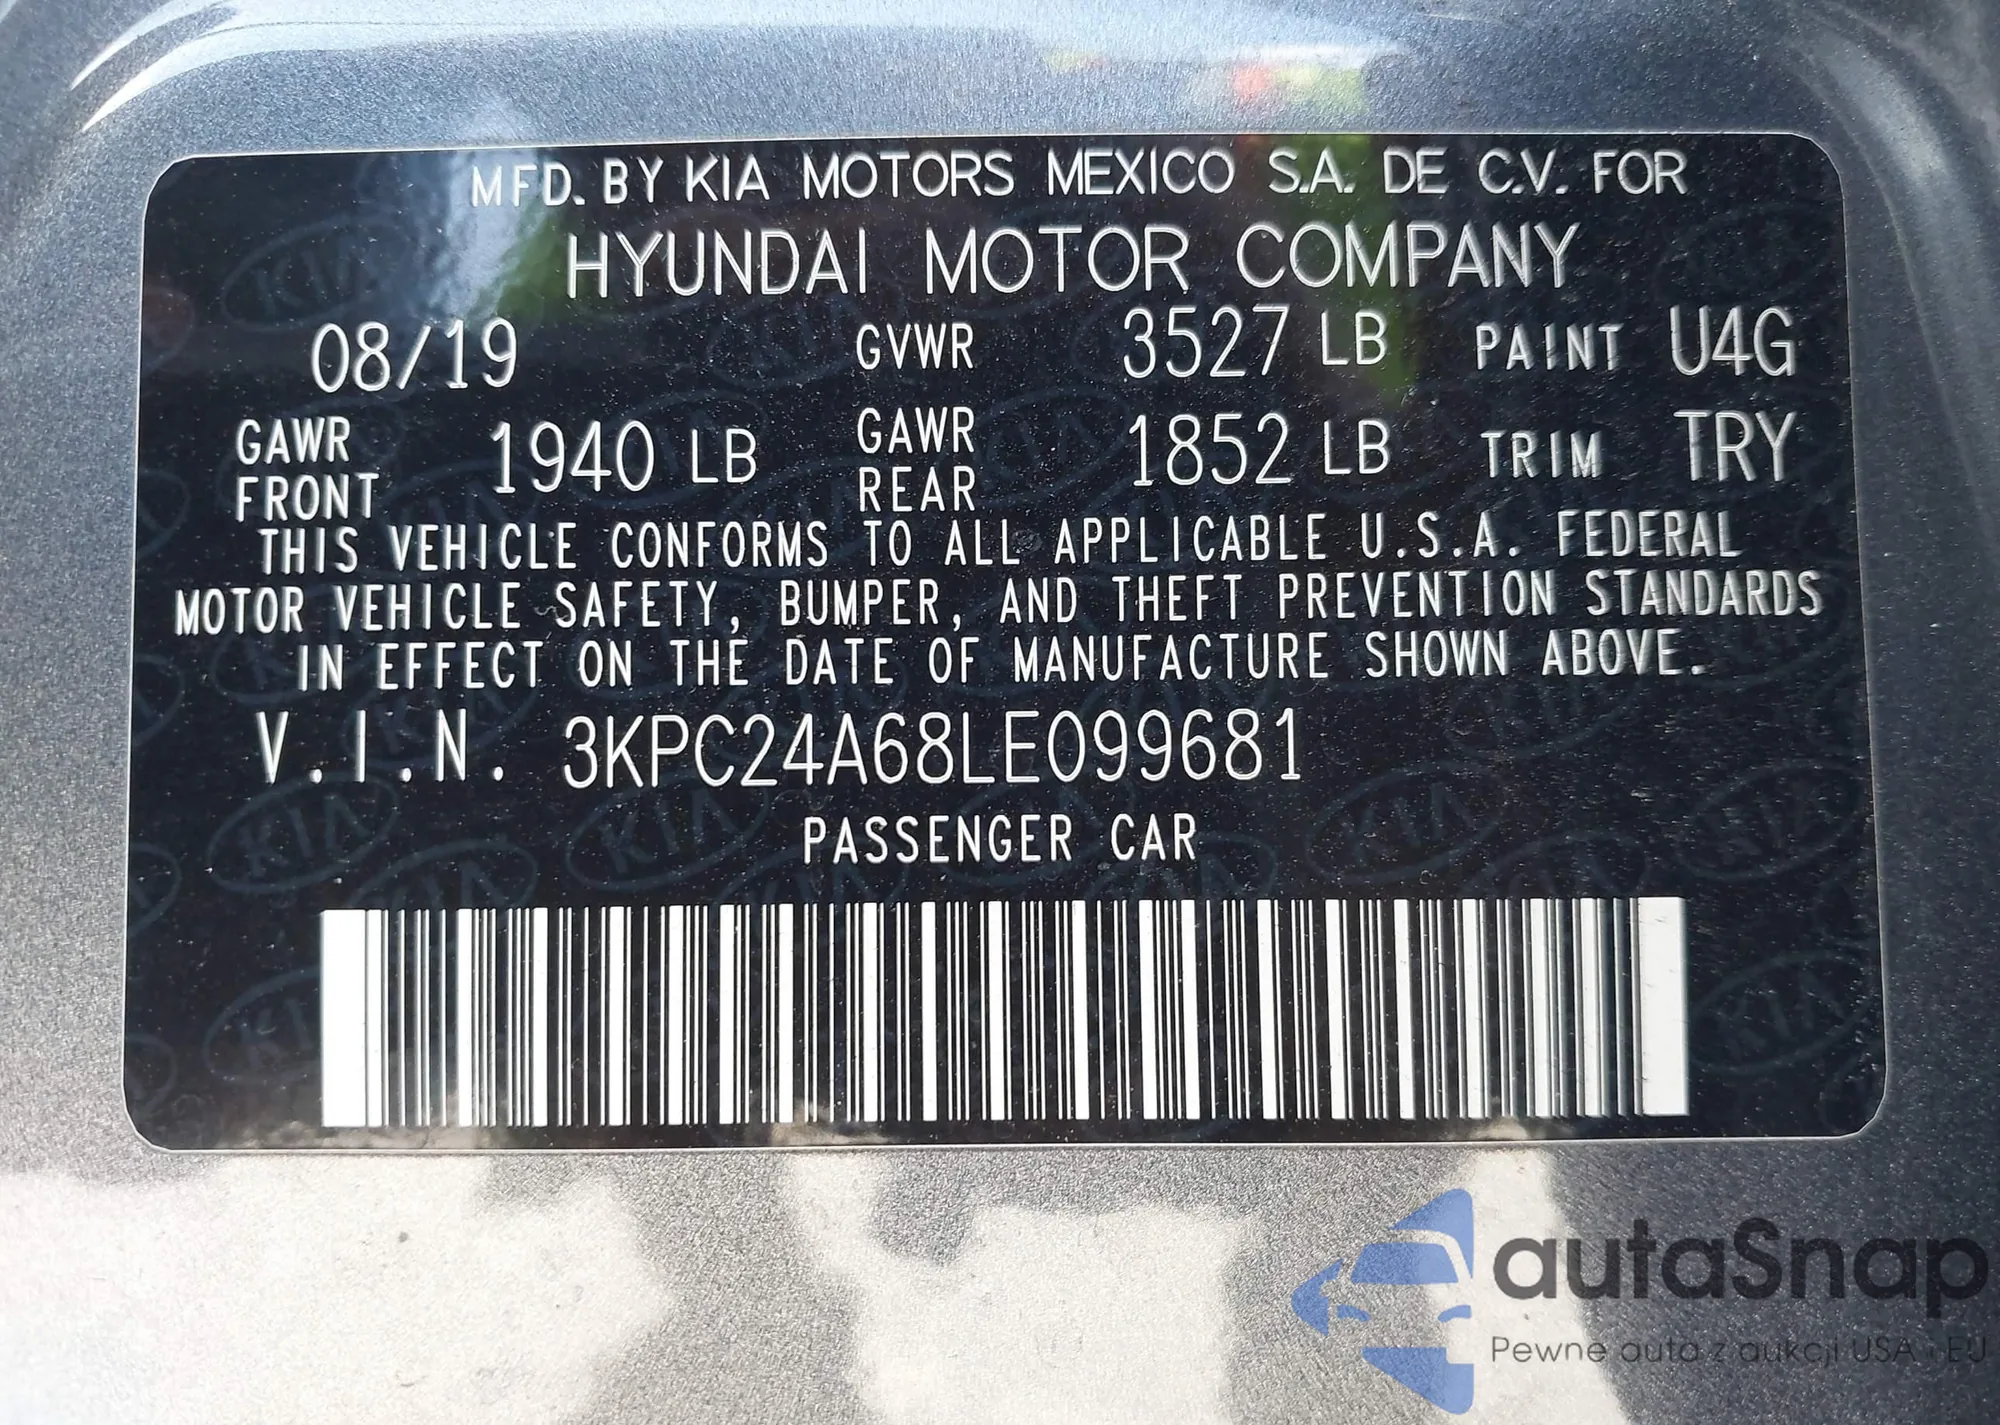 MFD. BY KIA MOTORS MEXICO S.A. DE C.V. FOR
HYUNDAI MOTOR COMPANY
08/19 GVWR 3527 LB PAINT U4G
GAWR FRONT 1940 LB GAWR REAR 1852 LB TRIM TRY
THIS VEHICLE CONFORMS TO ALL APPLICABLE U.S.A. FEDERAL
MOTOR VEHICLE SAFETY, BUMPER, AND THEFT PREVENTION STANDARDS
IN EFFECT ON THE DATE OF MANUFACTURE SHOWN ABOVE.
V.I.N. 3KPC24A68LE099681
PASSENGER CAR
autaSnap
Pewne auta z aukcji USA i EU